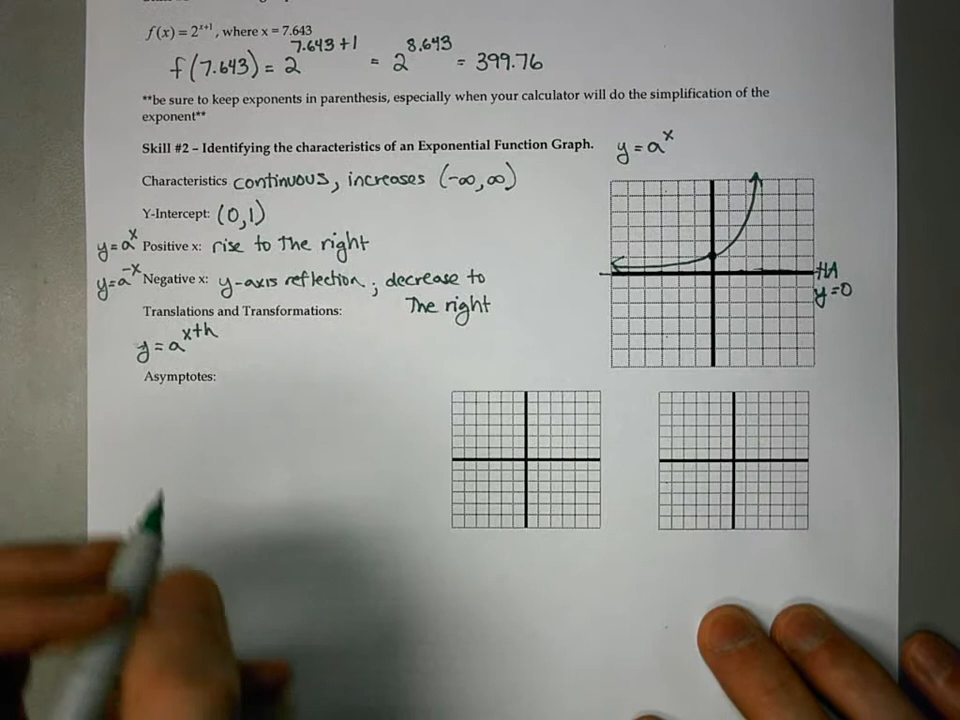 f(x) = 2^{x+1}, where x = 7.643
f(7.643) = 2^{7.643+1} = 2^{8.643} = 399.76
**be sure to keep exponents in parenthesis, especially when your calculator will do the simplification of the
exponent**
Skill #2 – Identifying the characteristics of an Exponential Function Graph. y = a^x
Characteristics continuous, increases (-∞, ∞)
Y-Intercept: (0,1)
y = a^x Positive x: rise to the right
y = a^{-x} Negative x: y-axis reflection; decrease to
the right
HA
y=0
Translations and Transformations:
y = a^{x+h}
Asymptotes: